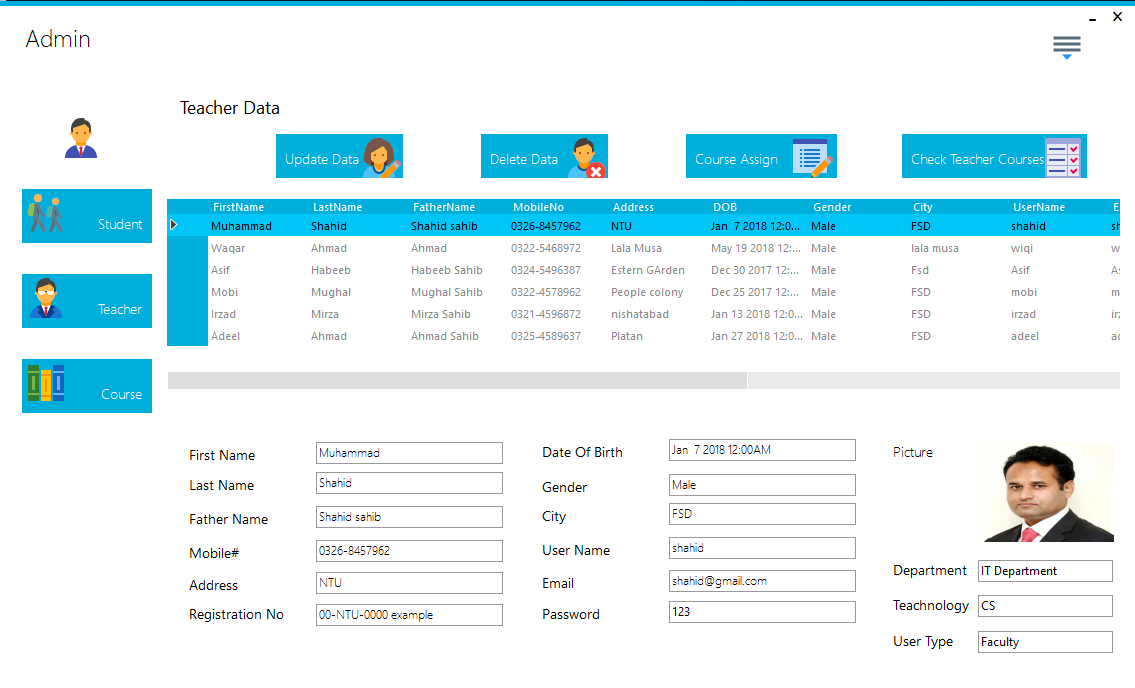 Admin
Teacher Data
Update Data Delete Data Course Assign Check Teacher Courses
Student
Teacher
Course
FirstName LastName FatherName MobileNo Address DOB Gender City UserName E
Muhammad Shahid Shahid sahib 0326-8457962 NTU Jan 7 2018 12:0... Male FSD shahid sh
Waqar Ahmad Ahmad 0322-5468972 Lala Musa May 19 2018 12:... Male lala musa wiqi w
Asif Habeeb Habeeb Sahib 0324-5496387 Estern GArden Dec 30 2017 12:... Male Fsd Asif As
Mobi Mughal Mughal Sahib 0322-4578962 People colony Dec 25 2017 12:... Male FSD mobi m
Irzad Mirza Mirza Sahib 0321-4596872 nishatabad Jan 13 2018 12:0... Male FSD irzad irz
Adeel Ahmad Ahmad Sahib 0325-4589637 Platan Jan 27 2018 12:0... Male FSD adeel ac
First Name Muhammad
Last Name Shahid
Father Name Shahid sahib
Mobile# 0326-8457962
Address NTU
Registration No 00-NTU-0000 example
Date Of Birth Jan 7 2018 12:00AM
Gender Male
City FSD
User Name shahid
Email shahid@gmail.com
Password 123
Picture
Department IT Department
Teachnology CS
User Type Faculty